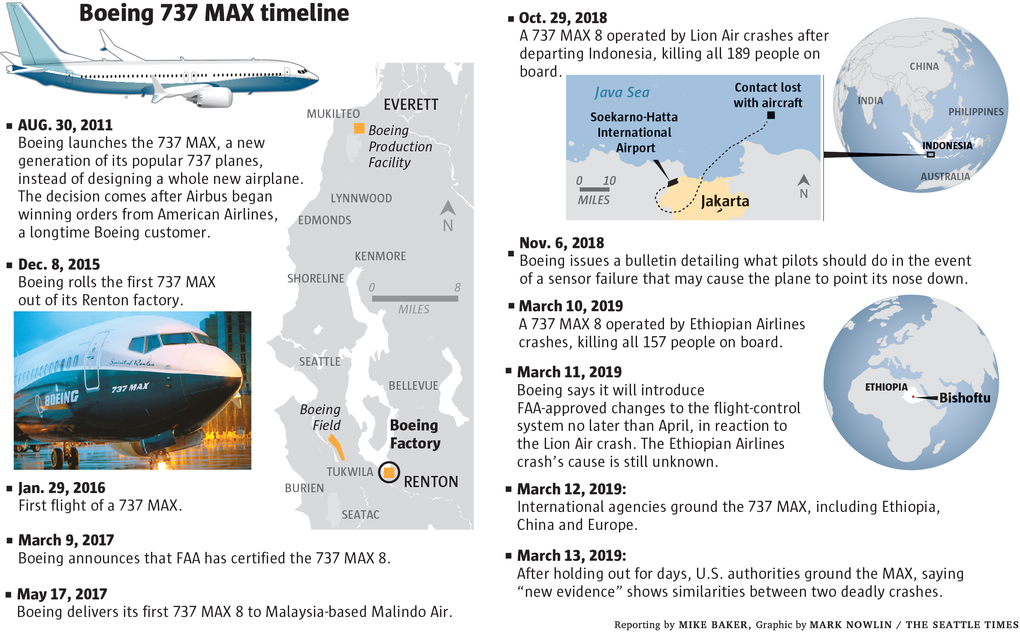 Boeing 737 MAX timeline
AUG. 30, 2011
Boeing launches the 737 MAX, a new
generation of its popular 737 planes,
instead of designing a whole new airplane.
The decision comes after Airbus began
winning orders from American Airlines,
a longtime Boeing customer.
Dec. 8, 2015
Boeing rolls the first 737 MAX
out of its Renton factory.
Spirit of Renton
737 MAX
BOEING
Jan. 29, 2016
First flight of a 737 MAX.
March 9, 2017
Boeing announces that FAA has certified the 737 MAX 8.
May 17, 2017
Boeing delivers its first 737 MAX 8 to Malaysia-based Malindo Air.
EVERETT
MUKILTEO
Boeing
Production
Facility
LYNNWOOD
EDMONDS
N
KENMORE
SHORELINE
0 8
MILES
SEATTLE
BELLEVUE
Boeing
Field
Boeing
Factory
TUKWILA
RENTON
BURIEN
SEATAC
Oct. 29, 2018
A 737 MAX 8 operated by Lion Air crashes after
departing Indonesia, killing all 189 people on
board.
Java Sea
Contact lost
with aircraft
Soekarno-Hatta
International
Airport
0 10
MILES
N
Jakarta
CHINA
INDIA
PHILIPPINES
INDONESIA
AUSTRALIA
Nov. 6, 2018
Boeing issues a bulletin detailing what pilots should do in the event
of a sensor failure that may cause the plane to point its nose down.
March 10, 2019
A 737 MAX 8 operated by Ethiopian Airlines
crashes, killing all 157 people on board.
March 11, 2019
Boeing says it will introduce
FAA-approved changes to the flight-control
system no later than April, in reaction to
the Lion Air crash. The Ethiopian Airlines
crash’s cause is still unknown.
ETHIOPIA
Bishoftu
March 12, 2019:
International agencies ground the 737 MAX, including Ethiopia,
China and Europe.
March 13, 2019:
After holding out for days, U.S. authorities ground the MAX, saying
“new evidence” shows similarities between two deadly crashes.
Reporting by MIKE BAKER, Graphic by MARK NOWLIN / THE SEATTLE TIMES